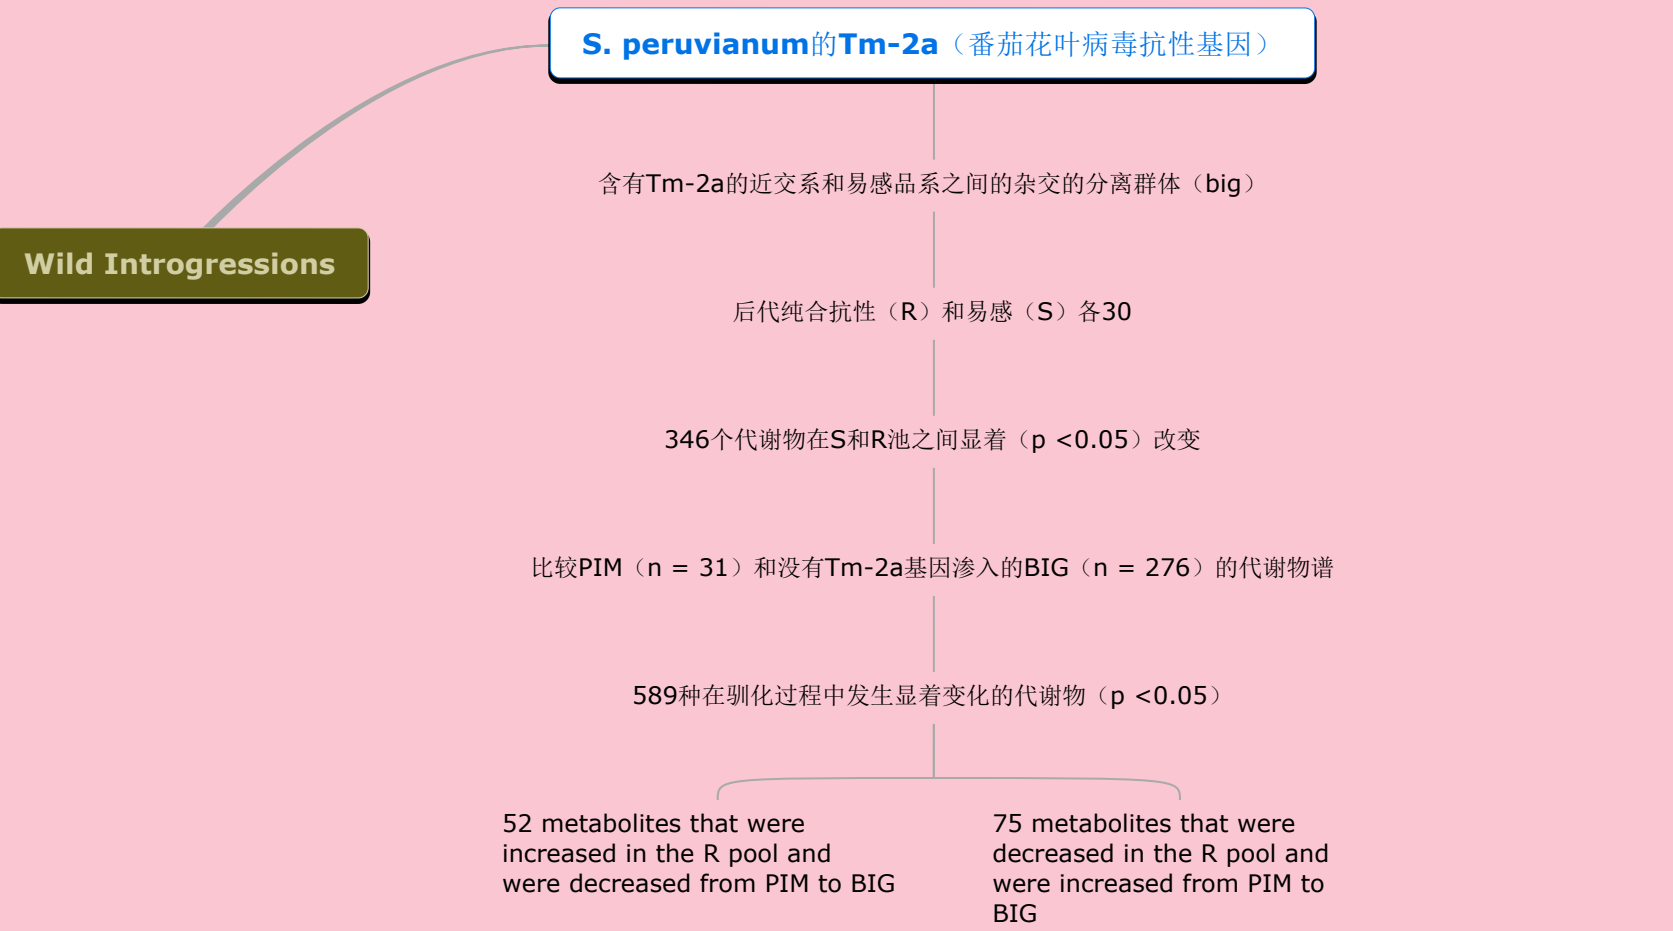 S. peruvianum的Tm-2a（番茄花叶病毒抗性基因）
含有Tm-2a的近交系和易感品系之间的杂交的分离群体（big）
Wild Introgressions
后代纯合抗性（R）和易感（S）各30
346个代谢物在S和R池之间显着（p <0.05）改变
比较PIM（n = 31）和没有Tm-2a基因渗入的BIG（n = 276）的代谢物谱
589种在驯化过程中发生显着变化的代谢物（p <0.05）
52 metabolites that were
increased in the R pool and
were decreased from PIM to BIG
75 metabolites that were
decreased in the R pool and
were increased from PIM to
BIG